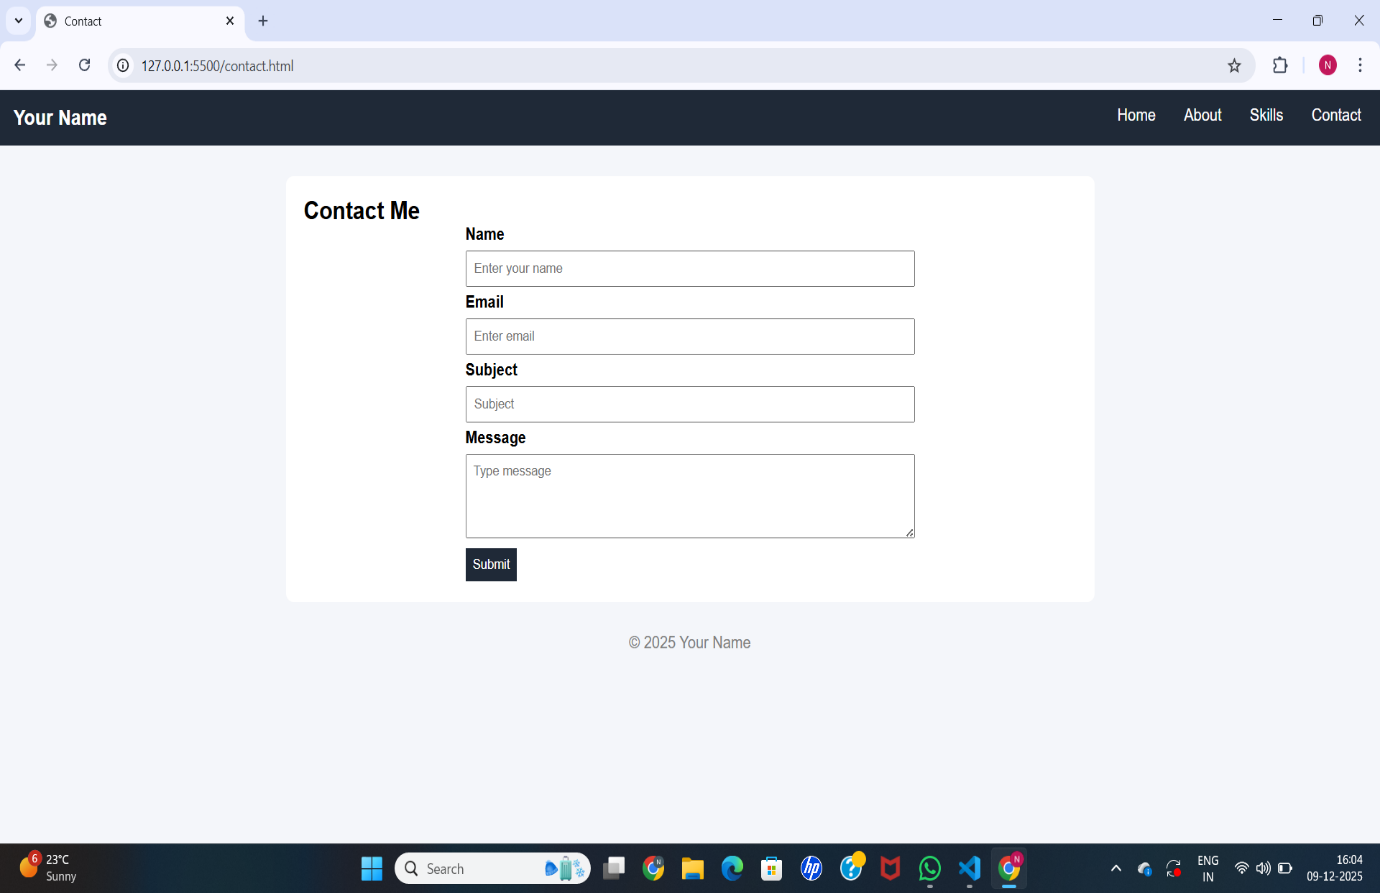 Contact
127.0.0.1:5500/contact.html
N
Your Name
Home About Skills Contact
Contact Me
Name
Enter your name
Email
Enter email
Subject
Subject
Message
Type message
Submit
© 2025 Your Name
6
23°C
Sunny
Search
N
hp
?
N
ENG
IN
16:04
09-12-2025